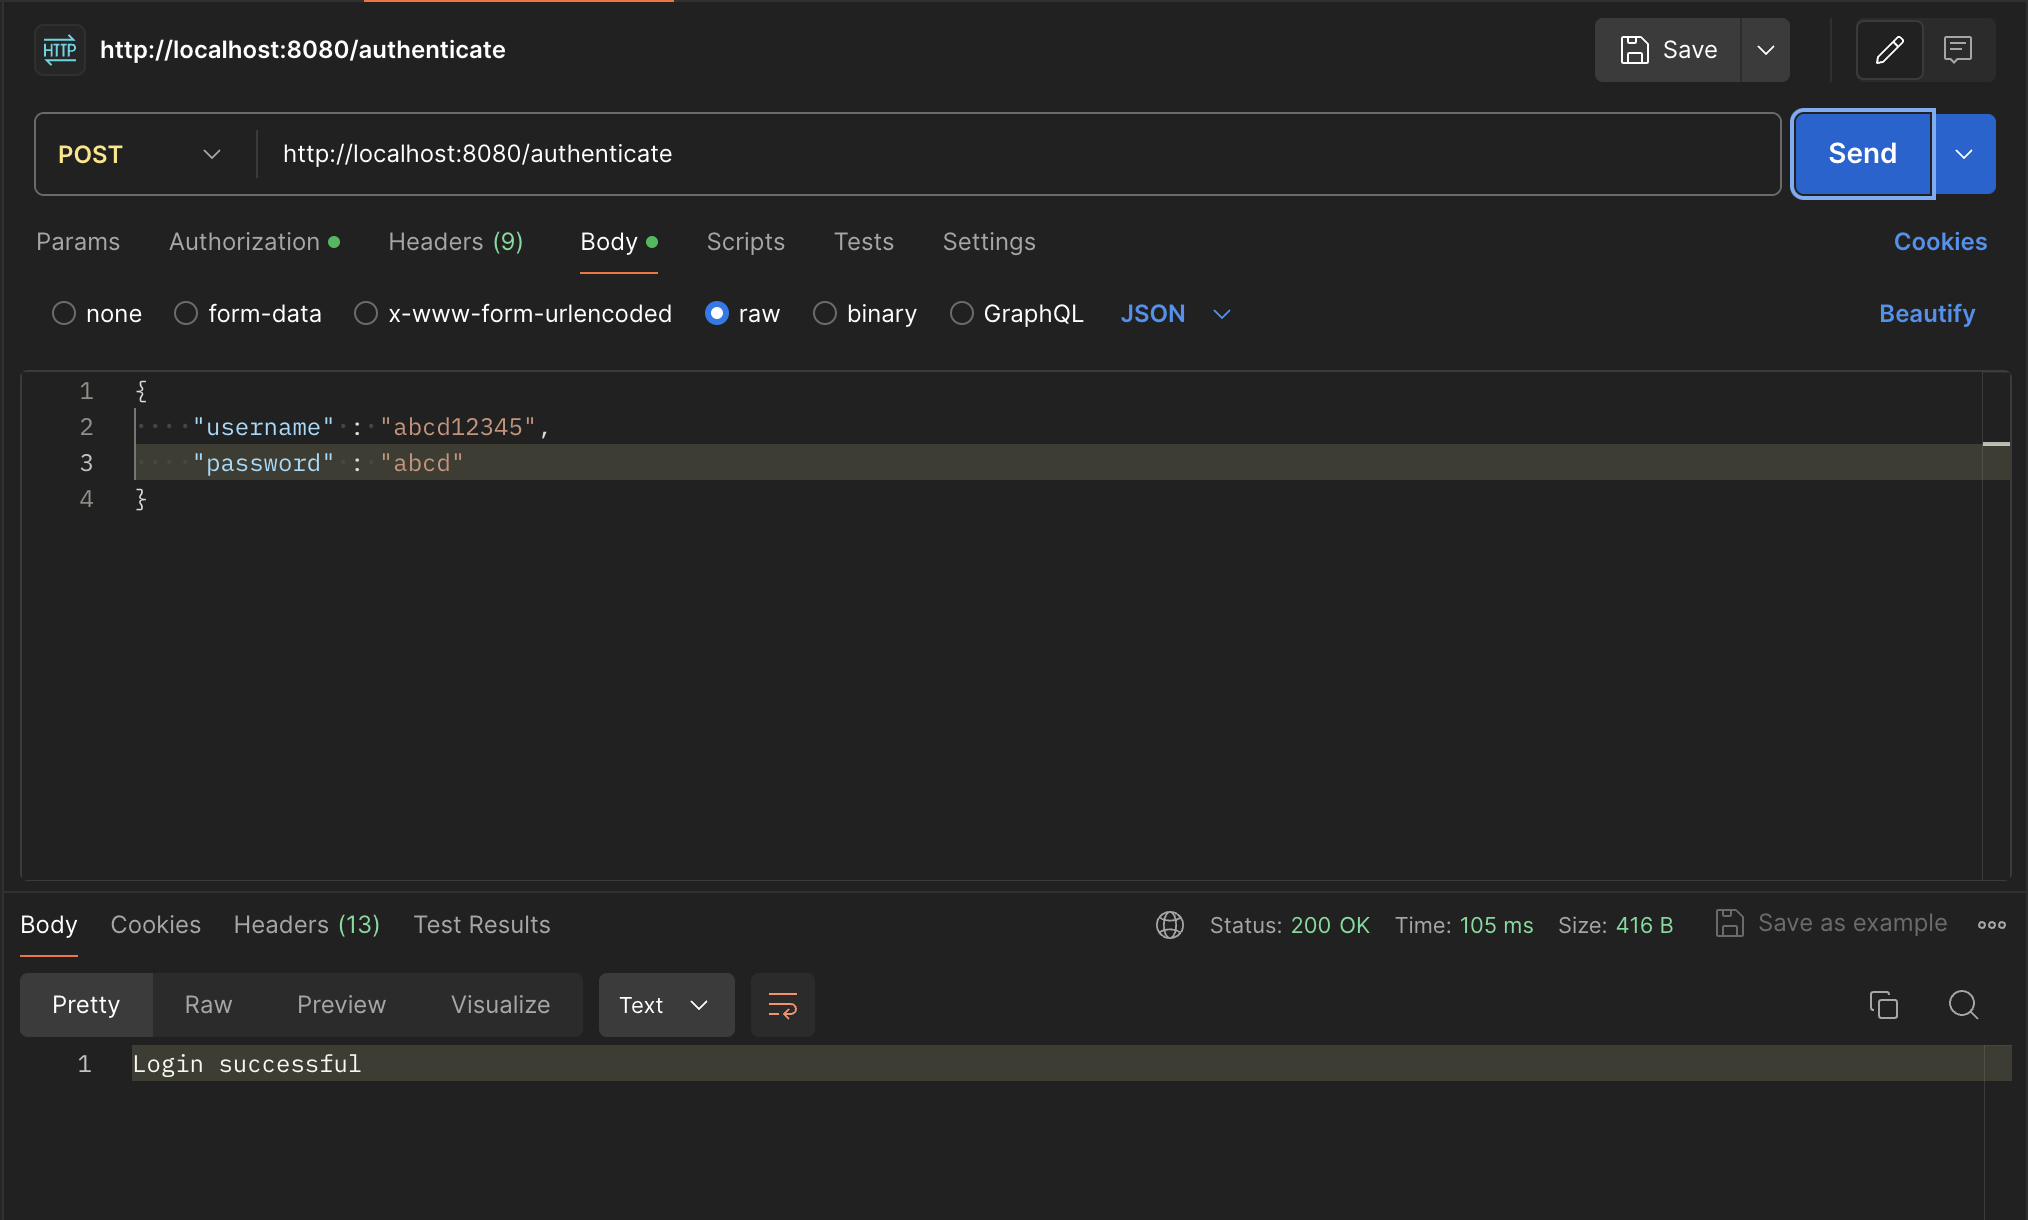 HTTP http://localhost:8080/authenticate Save
POST http://localhost:8080/authenticate Send
Params Authorization Headers (9) Body Scripts Tests Settings Cookies
none form-data x-www-form-urlencoded raw binary GraphQL JSON Beautify
1 {
2 "username" : "abcd12345",
3 "password" : "abcd"
4 }
Body Cookies Headers (13) Test Results Status: 200 OK Time: 105 ms Size: 416 B Save as example
Pretty Raw Preview Visualize Text
1 Login successful